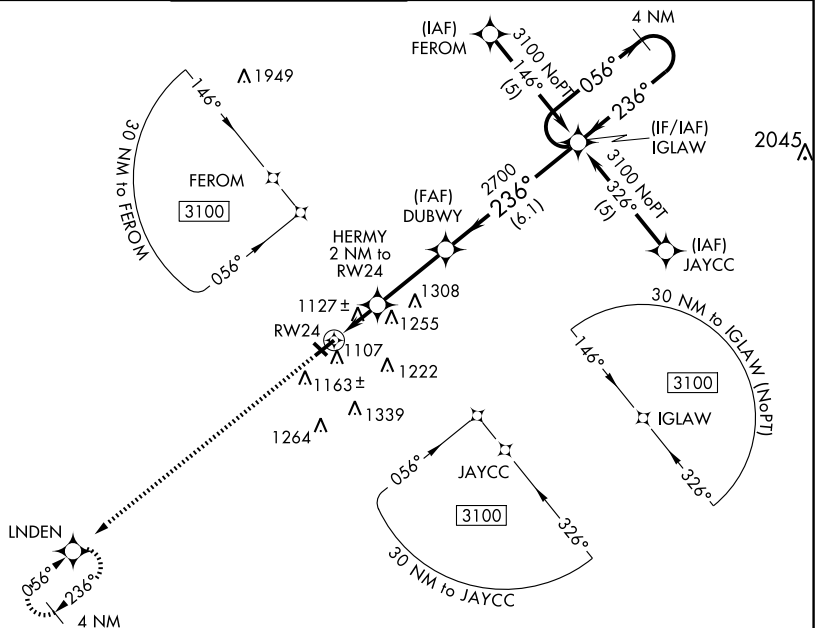 (IAF)
FEROM
4 NM
3100 NoPT
146°
(5)
056°
236°
(IF/IAF)
IGLAW
2045
1949
146°
30 NM to FEROM
FEROM
3100
056°
3100 NoPT
326°
(5)
(IAF)
JAYCC
2700
236°
(6.1)
(FAF)
DUBWY
HERMY
2 NM to
RW24
1308
1127±
1255
RW24
1107
1222
1163±
1339
1264
30 NM to IGLAW (NoPT)
146°
3100
IGLAW
326°
056°
JAYCC
3100
326°
30 NM to JAYCC
LNDEN
056°
236°
4 NM